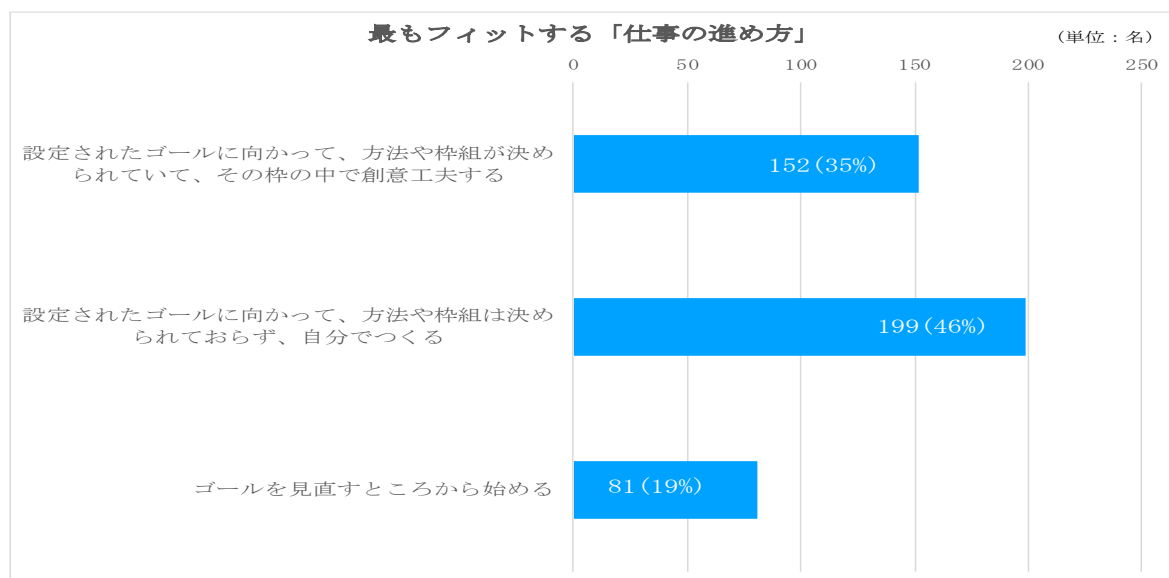 最もフィットする「仕事の進め方」
(単位:名)
0 50 100 150 200 250
設定されたゴールに向かって、方法や枠組が決め
られていて、その枠の中で創意工夫する
152(35%)
設定されたゴールに向かって、方法や枠組は決め
られておらず、自分でつくる
199(46%)
ゴールを見直すところから始める
81(19%)